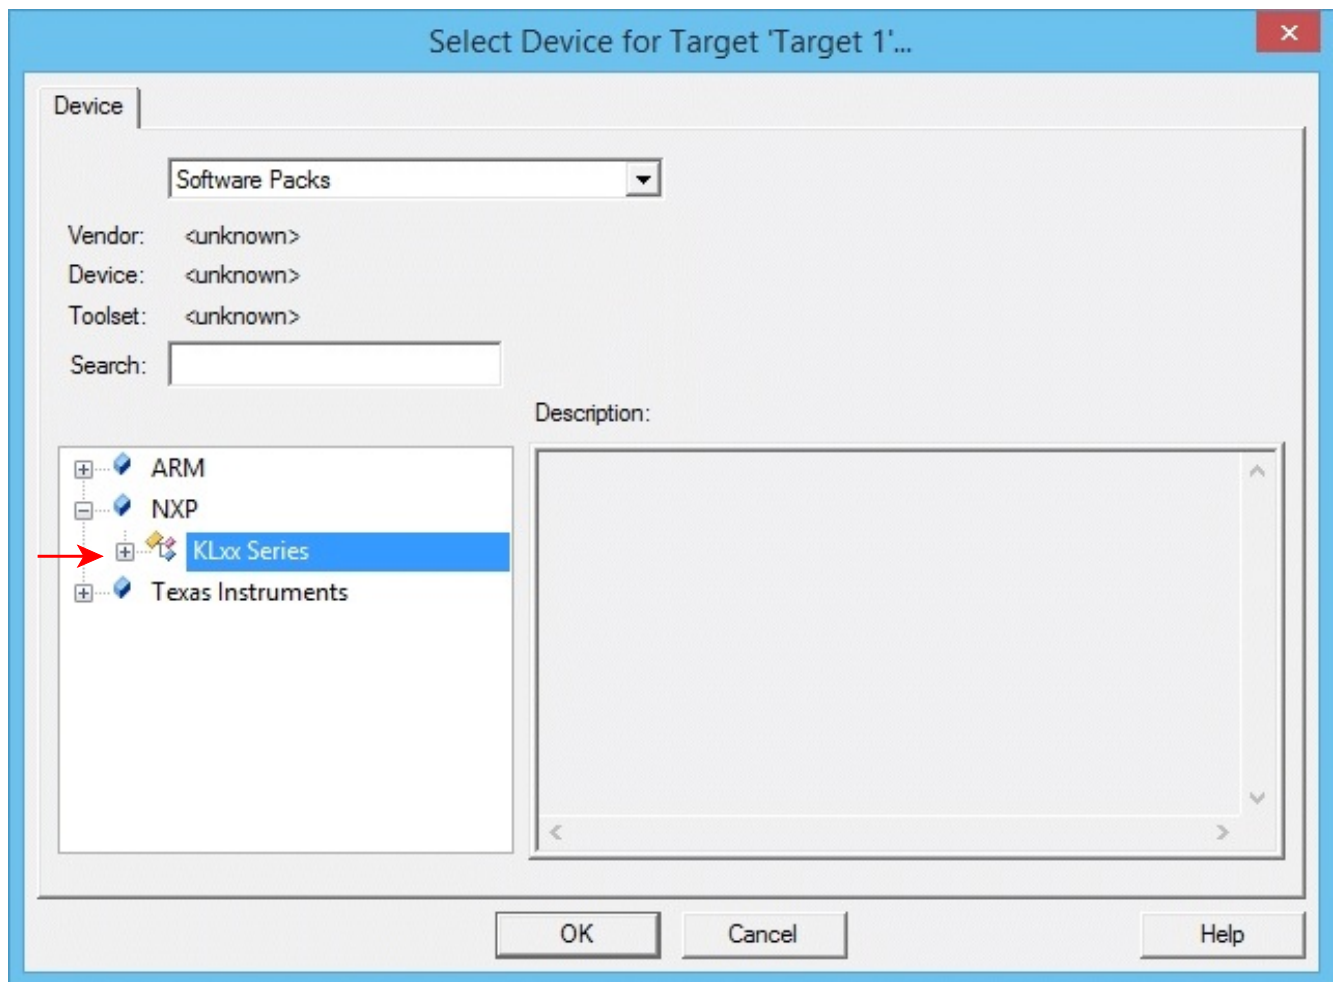 Select Device for Target 'Target 1'...
Device
Software Packs
Vendor: <unknown>
Device: <unknown>
Toolset: <unknown>
Search:
Description:
ARM
NXP
KLxx Series
Texas Instruments
OK Cancel Help